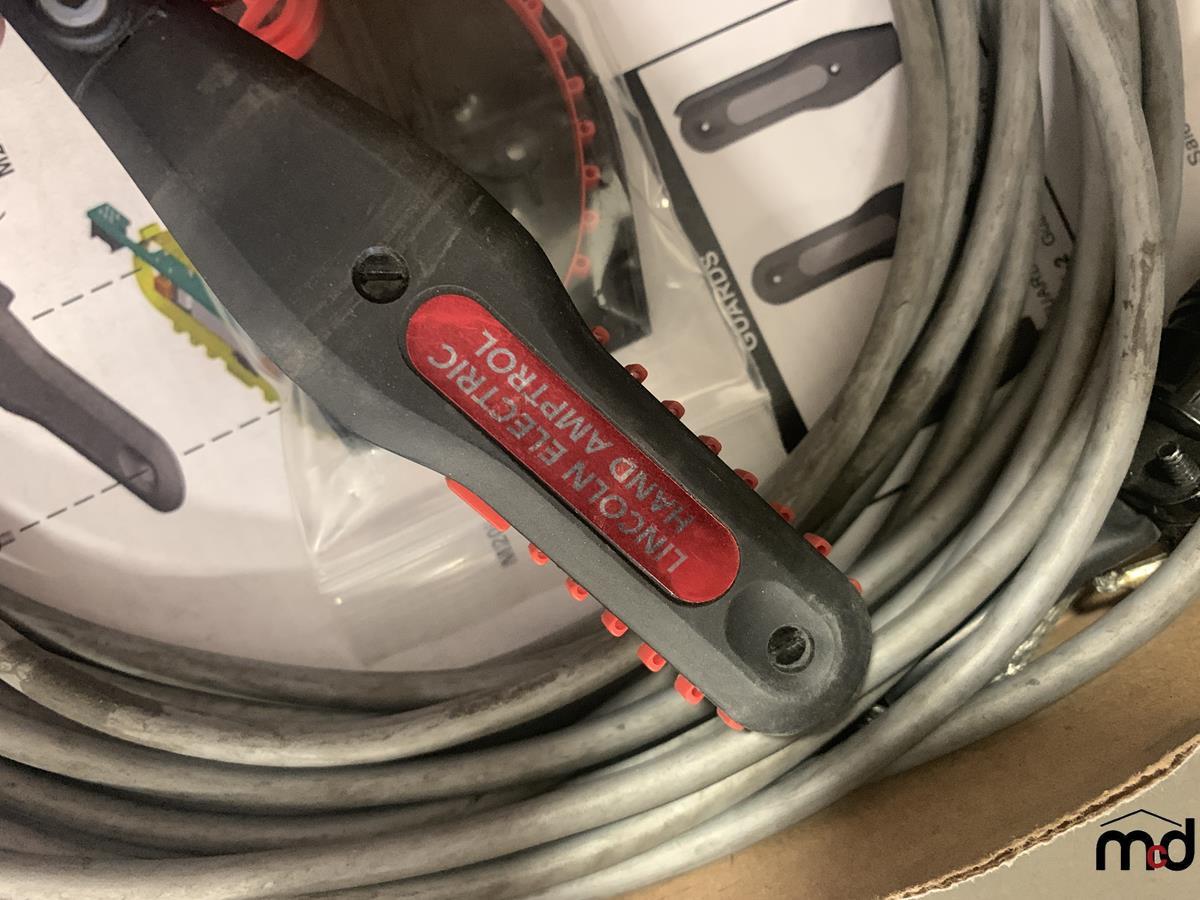 LINCOLN ELECTRIC
HAND AMPTROL
GUARDS
mcd